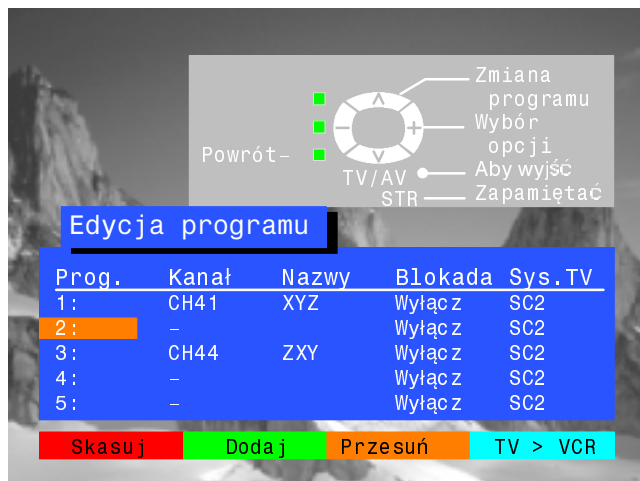 Zmiana
programu
Wybór
opcji
Powrót–
TV/AV
Aby wyjść
STR
Zapamiętać
Edycja programu
Prog. Kanał Nazwy Blokada Sys.TV
1: CH41 XYZ Wyłącz SC2
2: – Wyłącz SC2
3: CH44 ZXY Wyłącz SC2
4: – Wyłącz SC2
5: – Wyłącz SC2
Skasuj Dodaj Przesuń TV > VCR